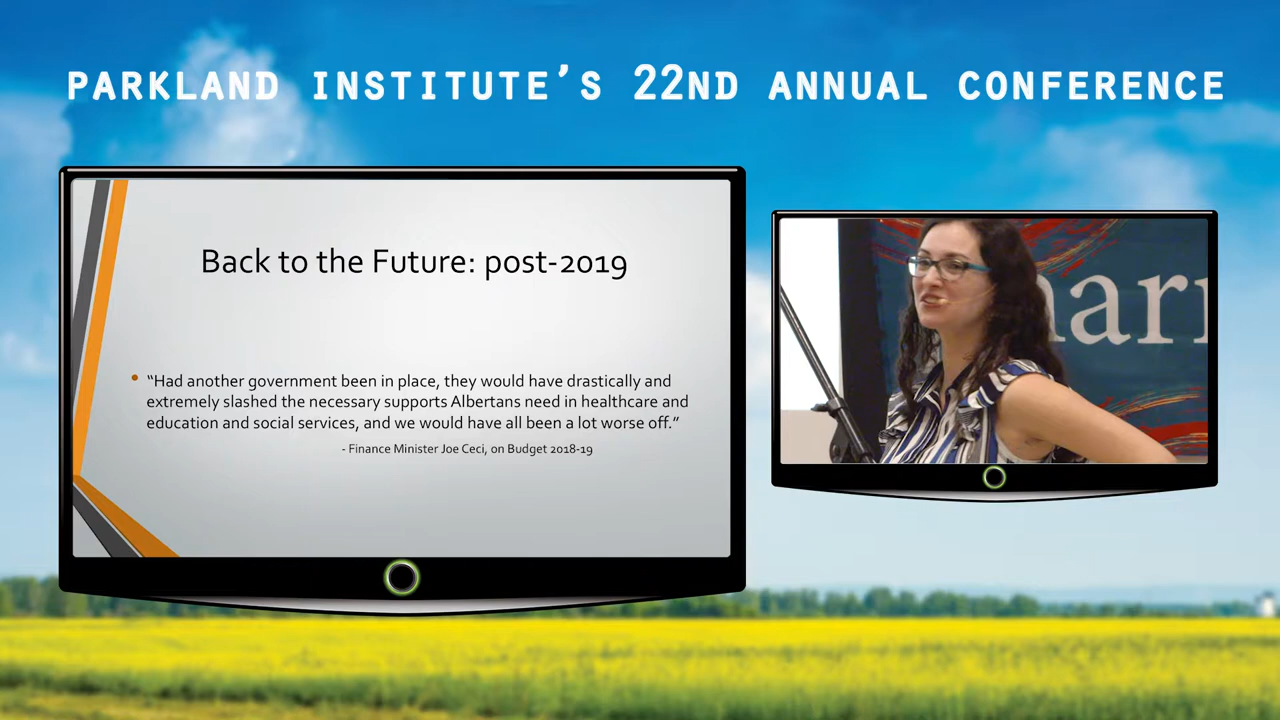 PARKLAND INSTITUTE'S 22ND ANNUAL CONFERENCE
Back to the Future: post-2019
• “Had another government been in place, they would have drastically and
extremely slashed the necessary supports Albertans need in healthcare and
education and social services, and we would have all been a lot worse off.”
- Finance Minister Joe Ceci, on Budget 2018-19